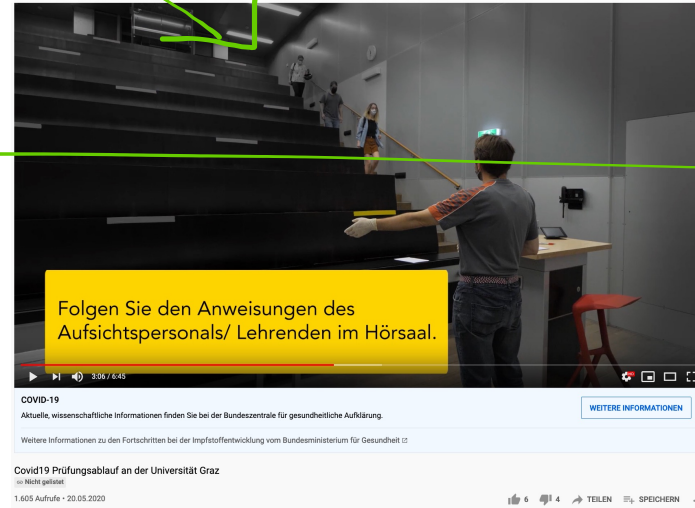 Folgen Sie den Anweisungen des
Aufsichtspersonals/ Lehrenden im Hörsaal.
3:06 / 6:45
COVID-19
Aktuelle, wissenschaftliche Informationen finden Sie bei der Bundeszentrale für gesundheitliche Aufklärung.
WEITERE INFORMATIONEN
Weitere Informationen zu den Fortschritten bei der Impfstoffentwicklung vom Bundesministerium für Gesundheit
Covid19 Prüfungsablauf an der Universität Graz
Nicht gelistet
1.605 Aufrufe • 20.05.2020
6 4 TEILEN SPEICHERN